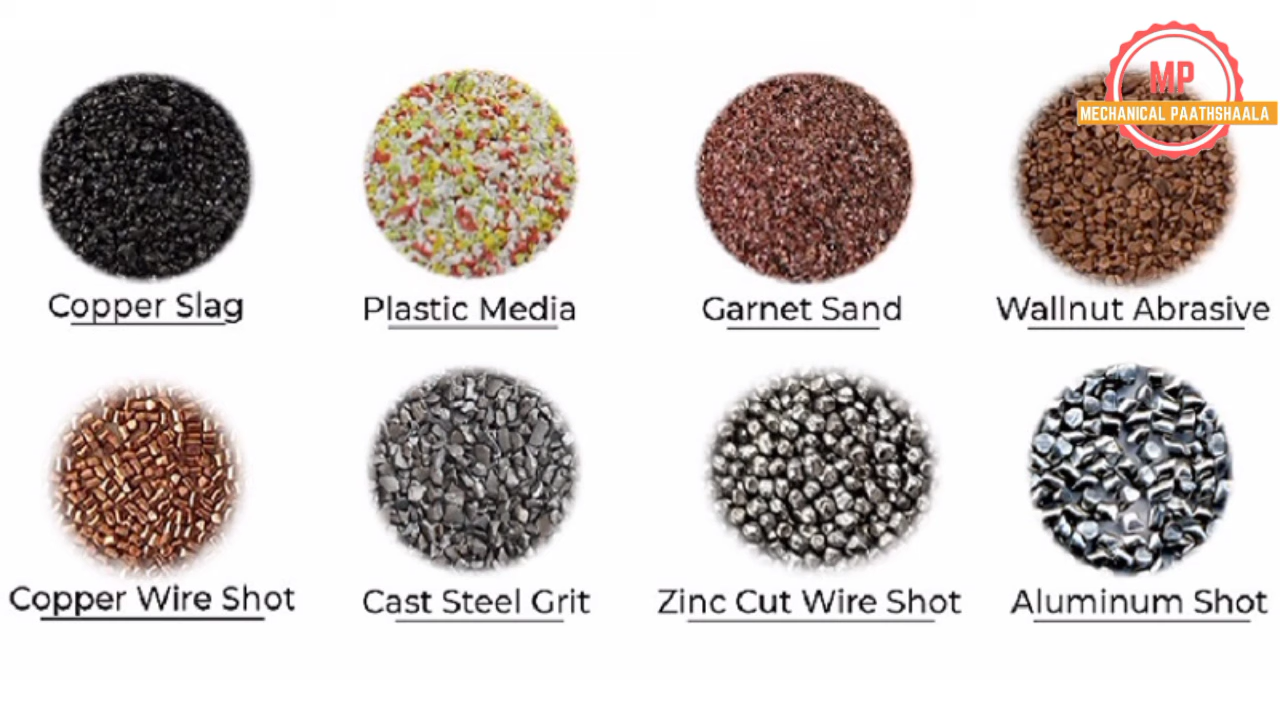 MP
MECHANICAL PAATHSHAALA
Copper Slag
Plastic Media
Garnet Sand
Wallnut Abrasive
Copper Wire Shot
Cast Steel Grit
Zinc Cut Wire Shot
Aluminum Shot